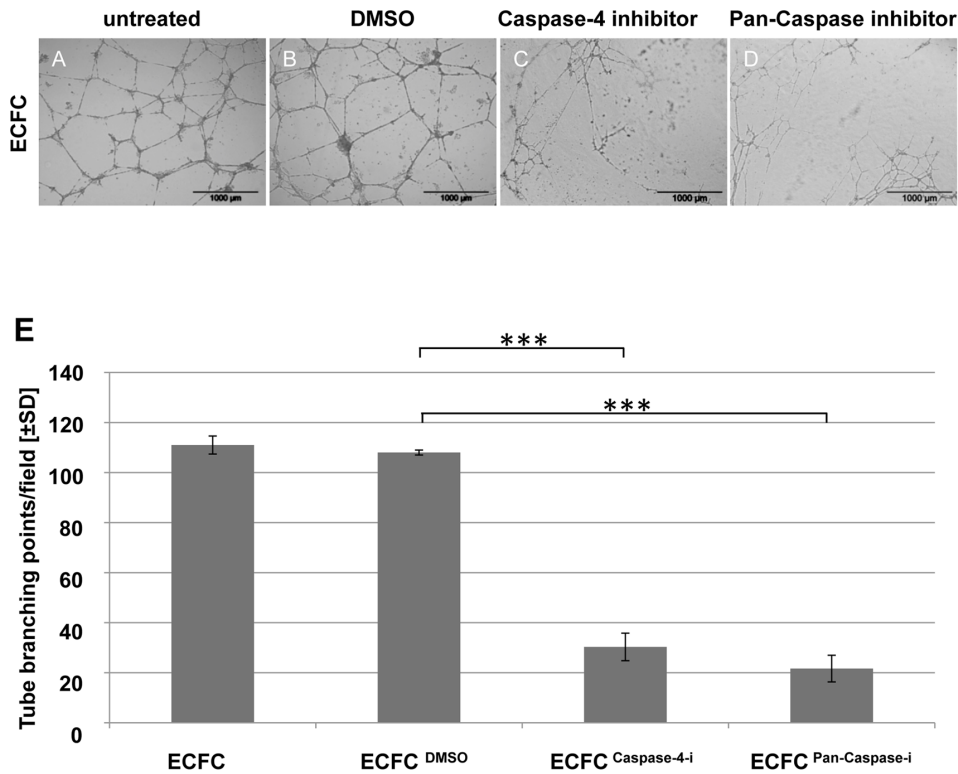 untreated DMSO Caspase-4 inhibitor Pan-Caspase inhibitor
ECFC
A B C D
1000 µm 1000 µm 1000 µm 1000 µm
E
*** 
***
Tube branching points/field [±SD]
140
120
100
80
60
40
20
0
ECFC ECFC DMSO ECFC Caspase-4-i ECFC Pan-Caspase-i